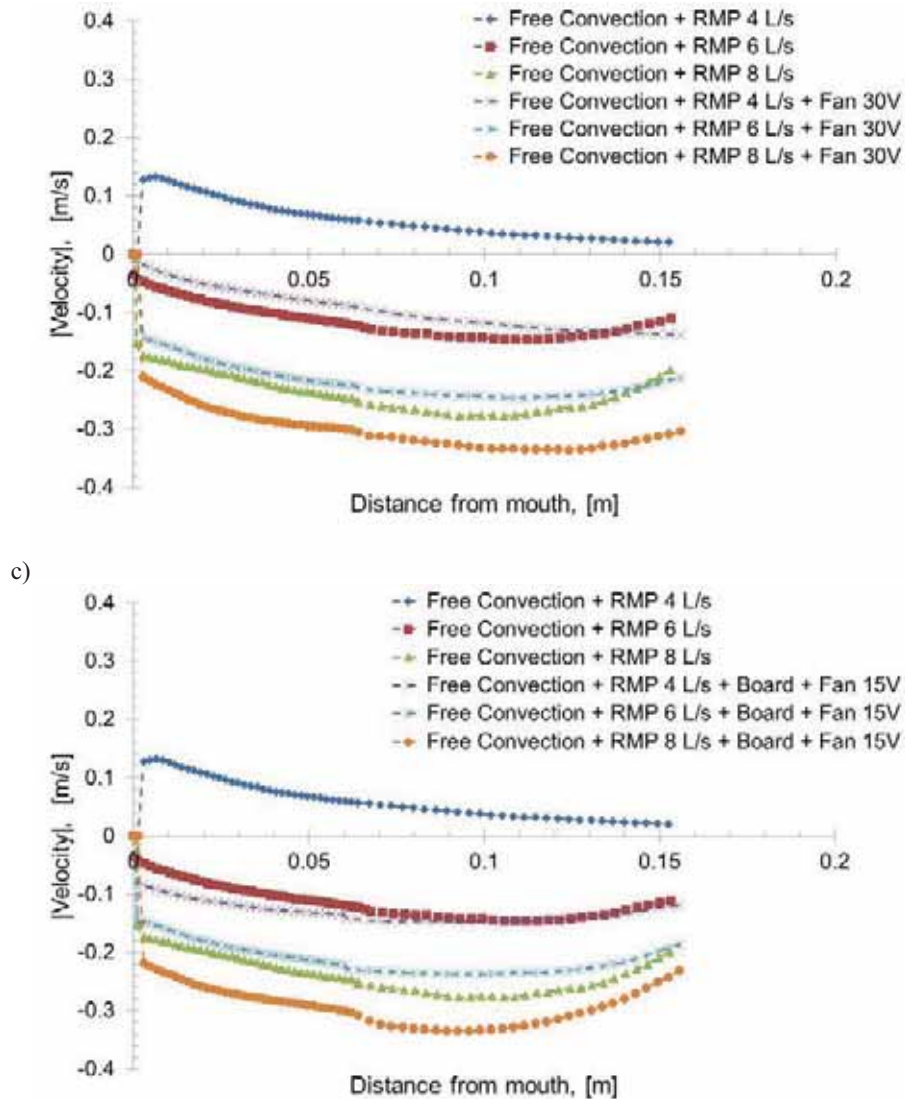 0.4
Free Convection + RMP 4 L/s
Free Convection + RMP 6 L/s
0.3
Free Convection + RMP 8 L/s
Free Convection + RMP 4 L/s + Fan 30V
0.2
Free Convection + RMP 6 L/s + Fan 30V
Free Convection + RMP 8 L/s + Fan 30V
0.1
0
0 0.05 0.1 0.15 0.2
-0.1
-0.2
-0.3
-0.4
|Velocity|, [m/s]
Distance from mouth, [m]
c)
0.4
Free Convection + RMP 4 L/s
Free Convection + RMP 6 L/s
0.3
Free Convection + RMP 8 L/s
Free Convection + RMP 4 L/s + Board + Fan 15V
0.2
Free Convection + RMP 6 L/s + Board + Fan 15V
Free Convection + RMP 8 L/s + Board + Fan 15V
0.1
0
0 0.05 0.1 0.15 0.2
-0.1
-0.2
-0.3
-0.4
|Velocity|, [m/s]
Distance from mouth, [m]